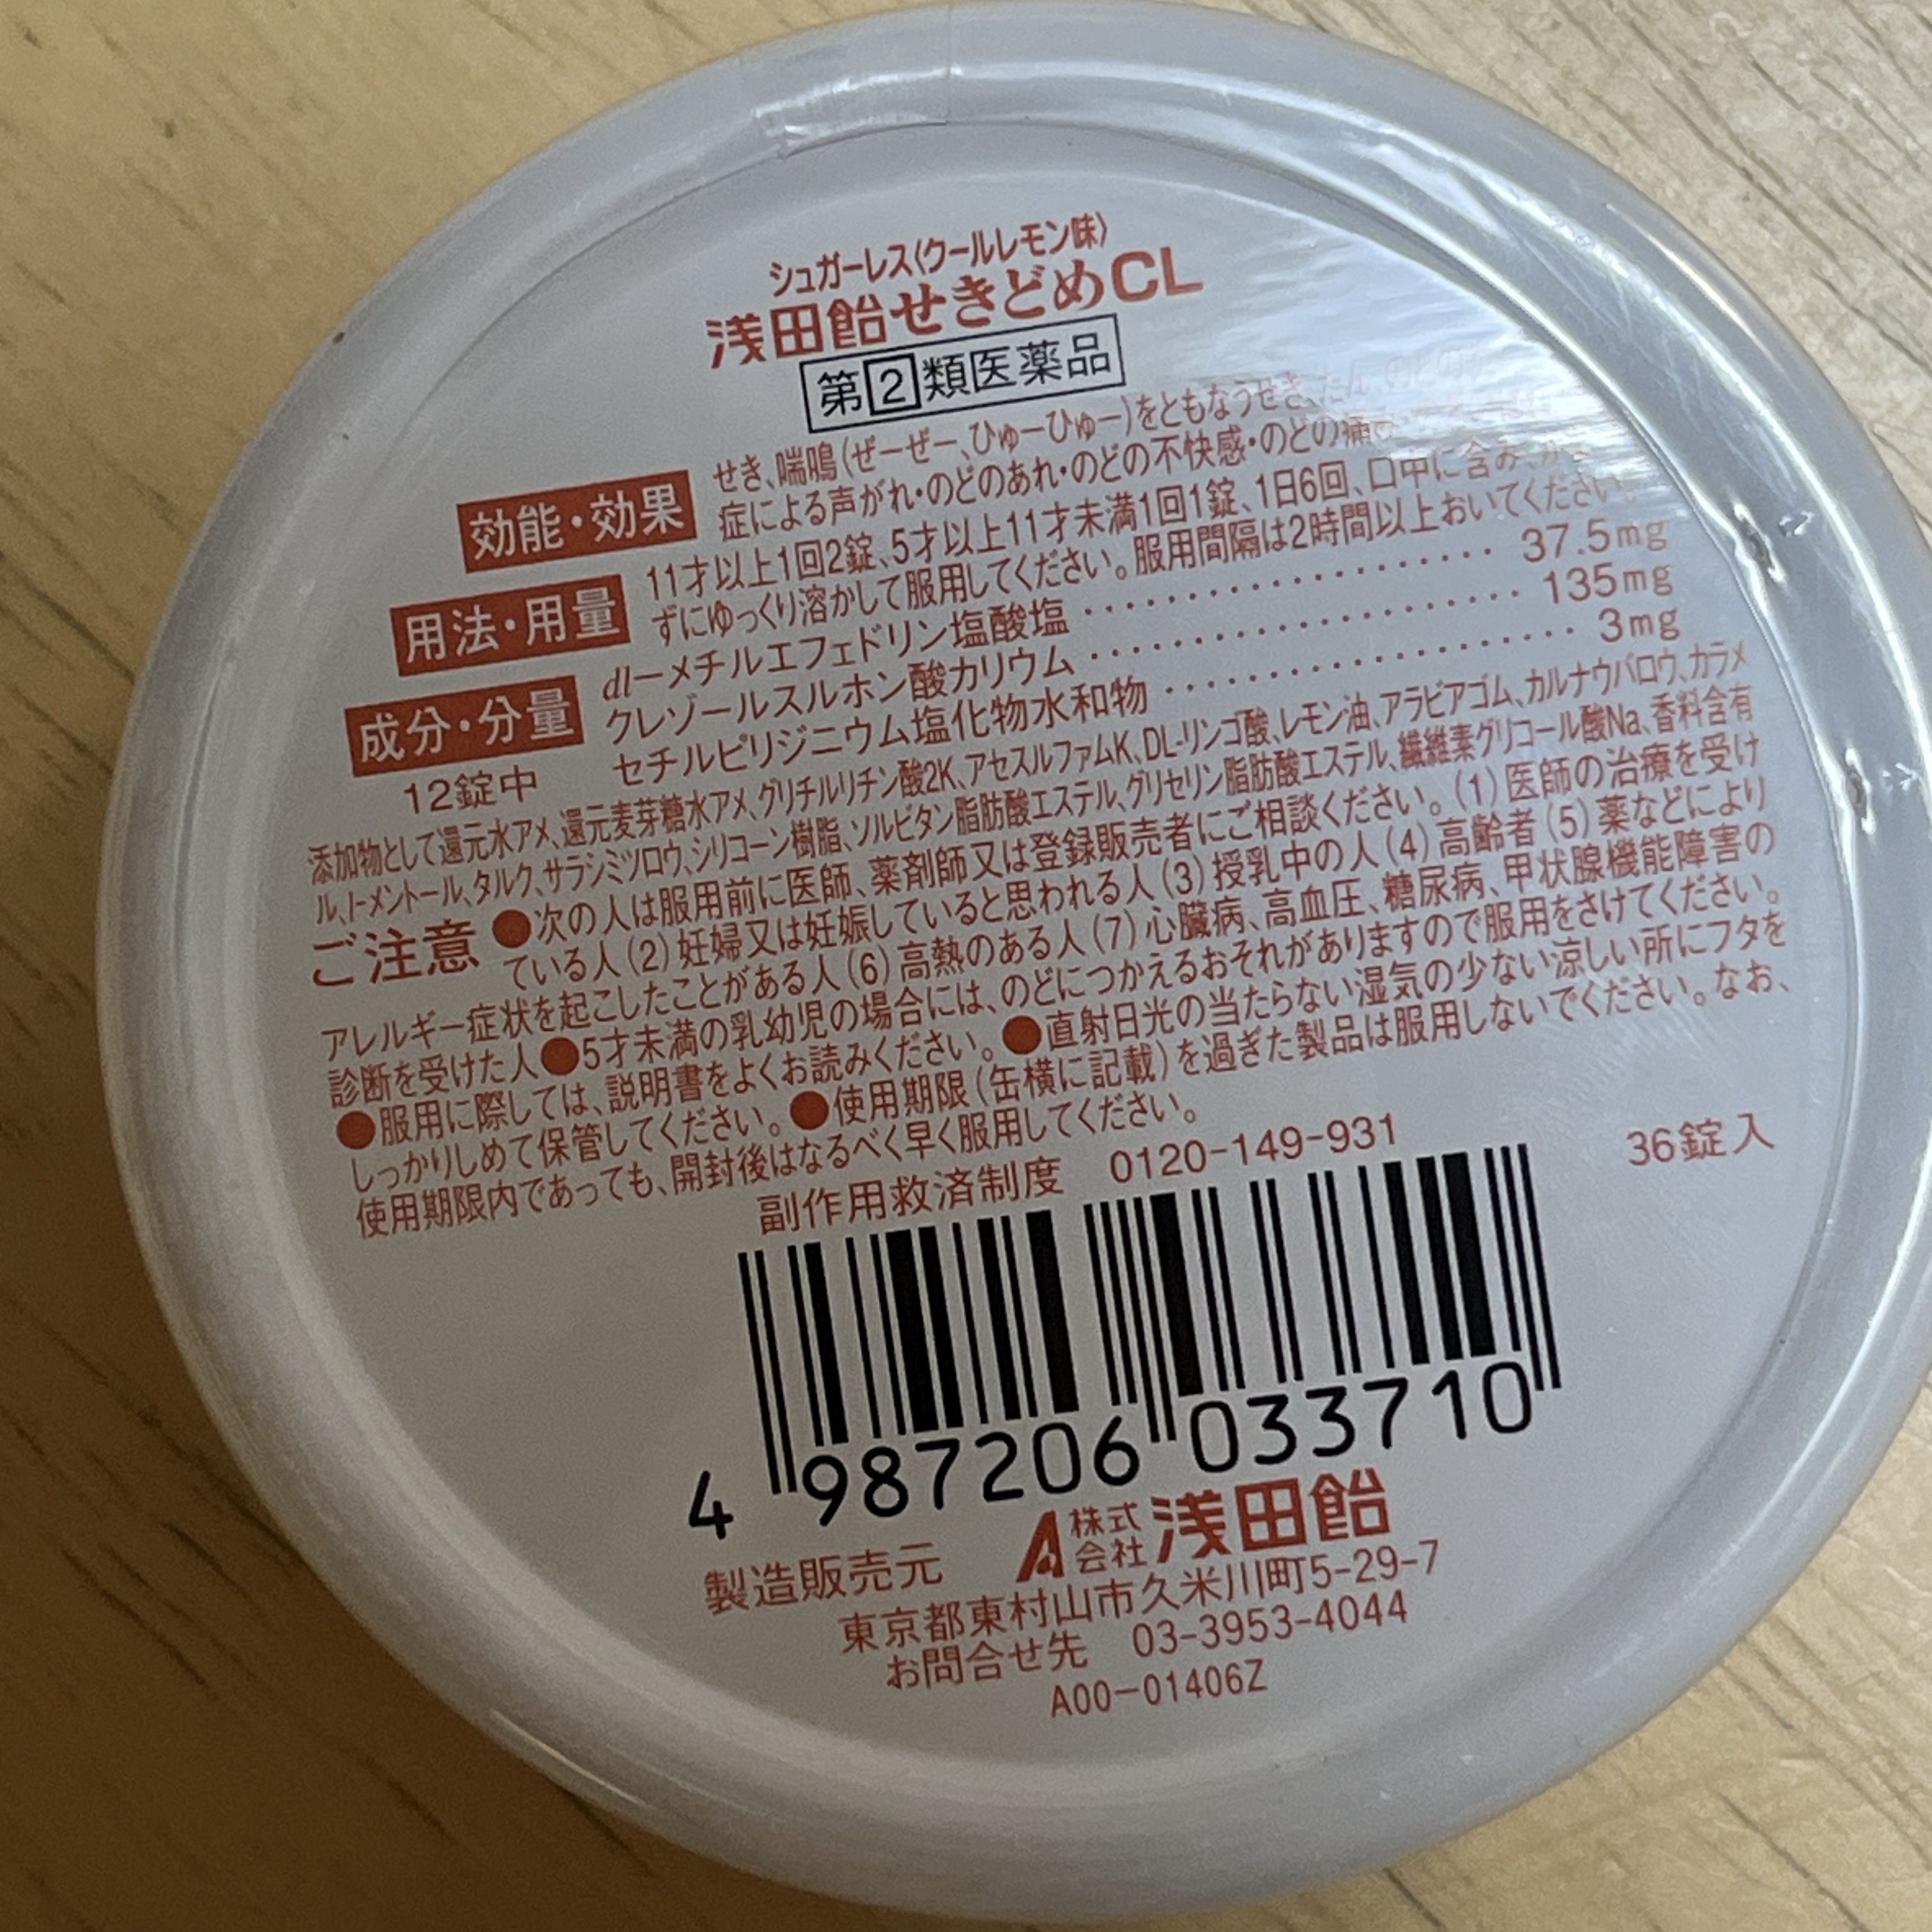 シュガーレス〈クールレモン味〉
浅田飴せきどめCL
第2類医薬品
効能・効果
せき、喘鳴(ぜーぜー、ひゅーひゅー)をともなうせき、たん、
症による声がれ・のどのあれ・のどの不快感・のどの痛み
用法・用量
11才以上1回2錠、5才以上11才未満1回1錠、1日6回、口中に含み、かま
ずにゆっくり溶かして服用してください。服用間隔は2時間以上おいてください。
成分・分量
12錠中
dl−メチルエフェドリン塩酸塩 ・・・・・・・・・・・・・・・・・・ 37.5mg
クレゾールスルホン酸カリウム ・・・・・・・・・・・・・・・・・・ 135mg
セチルピリジニウム塩化物水和物 ・・・・・・・・・・・・・・・・・ 3mg
添加物として還元水アメ、還元麦芽糖水アメ、グリチルリチン酸2K、アセスルファムK、DL-リンゴ酸、レモン油、アラビアゴム、カルナウバロウ、カラメ
ル、l-メントール、タルク、サラシミツロウ、シリコーン樹脂、ソルビタン脂肪酸エステル、グリセリン脂肪酸エステル、繊維素グリコール酸Na、香料含有
ご注意 ●次の人は服用前に医師、薬剤師又は登録販売者にご相談ください。(1)医師の治療を受け
ている人(2)妊婦又は妊娠していると思われる人(3)授乳中の人(4)高齢者(5)薬などにより
アレルギー症状を起こしたことがある人(6)高熱のある人(7)心臓病、高血圧、糖尿病、甲状腺機能障害の
診断を受けた人●5才未満の乳幼児の場合には、のどにつかえるおそれがありますので服用をさけてください。
●服用に際しては、説明書をよくお読みください。●直射日光の当たらない湿気の少ない涼しい所にフタを
しっかりしめて保管してください。●使用期限(缶横に記載)を過ぎた製品は服用しないでください。なお、
使用期限内であっても、開封後はなるべく早く服用してください。
副作用救済制度 0120-149-931
36錠入
4 987206 033710
製造販売元 株式会社 浅田飴
東京都東村山市久米川町5-29-7
お問合せ先 03-3953-4044
A00−01406Z